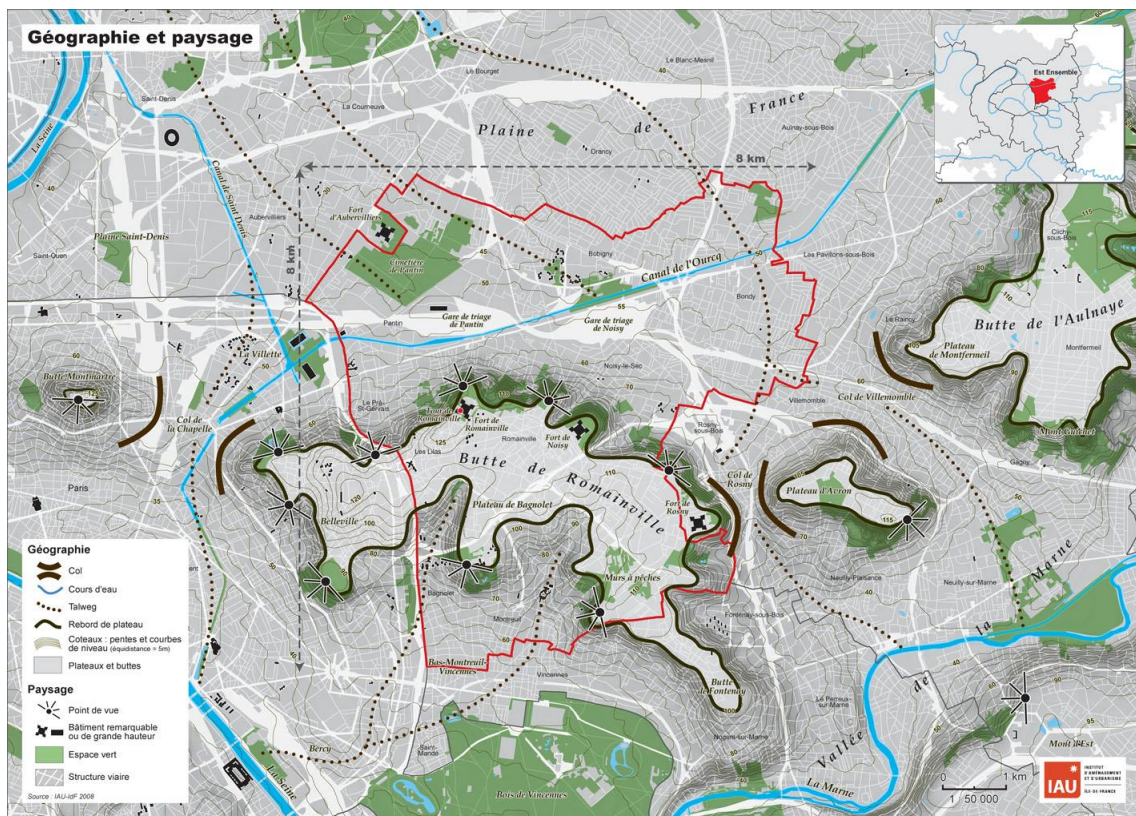 Géographie et paysage
Est Ensemble
La Seine
Saint-Denis
Canal de Saint Denis
La Courneuve
Le Bourget
Le Blanc-Mesnil
Plaine de France
Aulnay-sous-Bois
Drancy
8 km
8 km
Aubervilliers
Fort
d'Aubervilliers
Plaine Saint-Denis
Saint-Ouen
Cimetière
de Pantin
Bobigny
Canal de l'Ourcq
Les Pavillons-sous-Bois
Clichy-
sous-Bois
Bondy
Pantin
Gare de triage
de Pantin
Gare de triage
de Noisy
Le Raincy
Butte de l'Aulnaye
Plateau
de Montfermeil
Montfermeil
La Villette
Butte Montmartre
Col de
la Chapelle
Le Pré-
St-Gervais
Noisy-le-Sec
Villemomble
Col de Villemomble
Tour de
Romainville
Fort de
Romainville
Romainville
Fort de
Noisy
Rosny-
sous-Bois
Mont Guichet
Gagny
Les Lilas
Paris
Butte de Romainville
Plateau de Bagnolet
Belleville
Col de
Rosny
Fort de
Rosny
Plateau d'Avron
Murs à pêches
Neuilly-Plaisance
Neuilly-sur-Marne
Bagnolet
Montreuil
Fontenay-sous-Bois
Bas-Montreuil-
Vincennes
Vincennes
Butte
de Fontenay
Le Perreux-
sur-Marne
Nogent-sur-Marne
Vallée de la Marne
La Marne
Mont d'Est
Bercy
Saint-
Mandé
Bois de Vincennes
La Seine
Géographie
Col
Cours d'eau
Talweg
Rebord de plateau
Coteaux : pentes et courbes
de niveau (équidistance = 5m)
Plateaux et buttes
Paysage
Point de vue
Bâtiment remarquable
ou de grande hauteur
Espace vert
Structure viaire
Source : IAU-îdF 2008
0 1 km
1 50 000
IAU
INSTITUT
D'AMÉNAGEMENT
ET D'URBANISME
ÎLE-DE-FRANCE